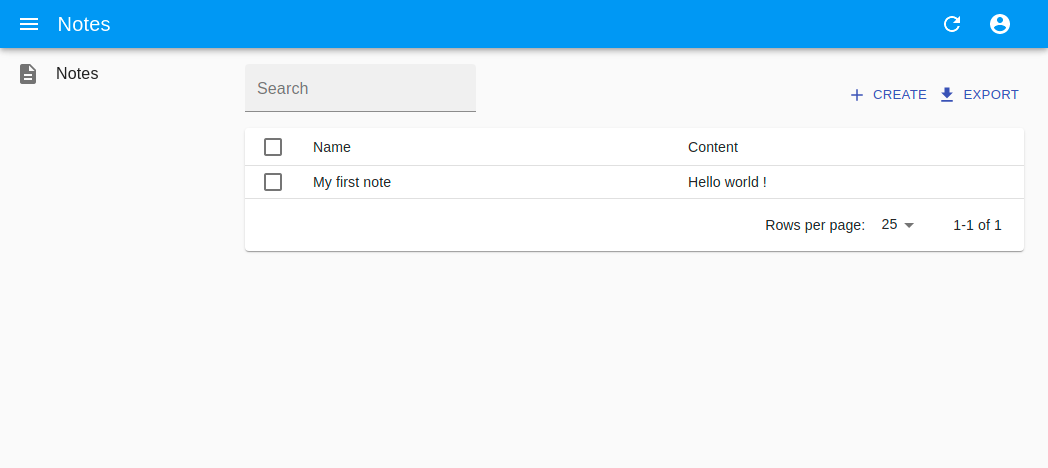 Notes
Notes
Search
CREATE EXPORT
Name Content
My first note Hello world !
Rows per page: 25 1-1 of 1